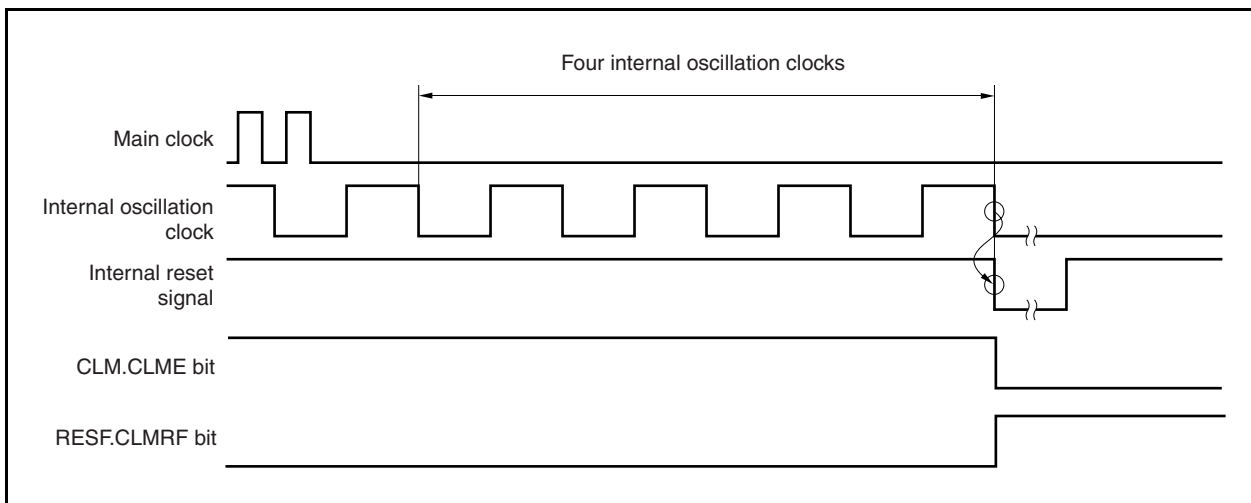 Four internal oscillation clocks
Main clock
Internal oscillation
clock
Internal reset
signal
CLM.CLME bit
RESF.CLMRF bit